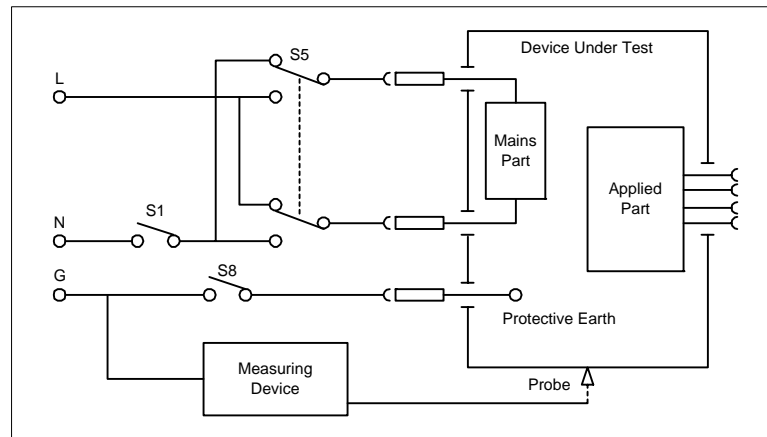 S5
Device Under Test
L
Mains
Part
Applied
Part
N
S1
G
S8
Protective Earth
Measuring
Device
Probe